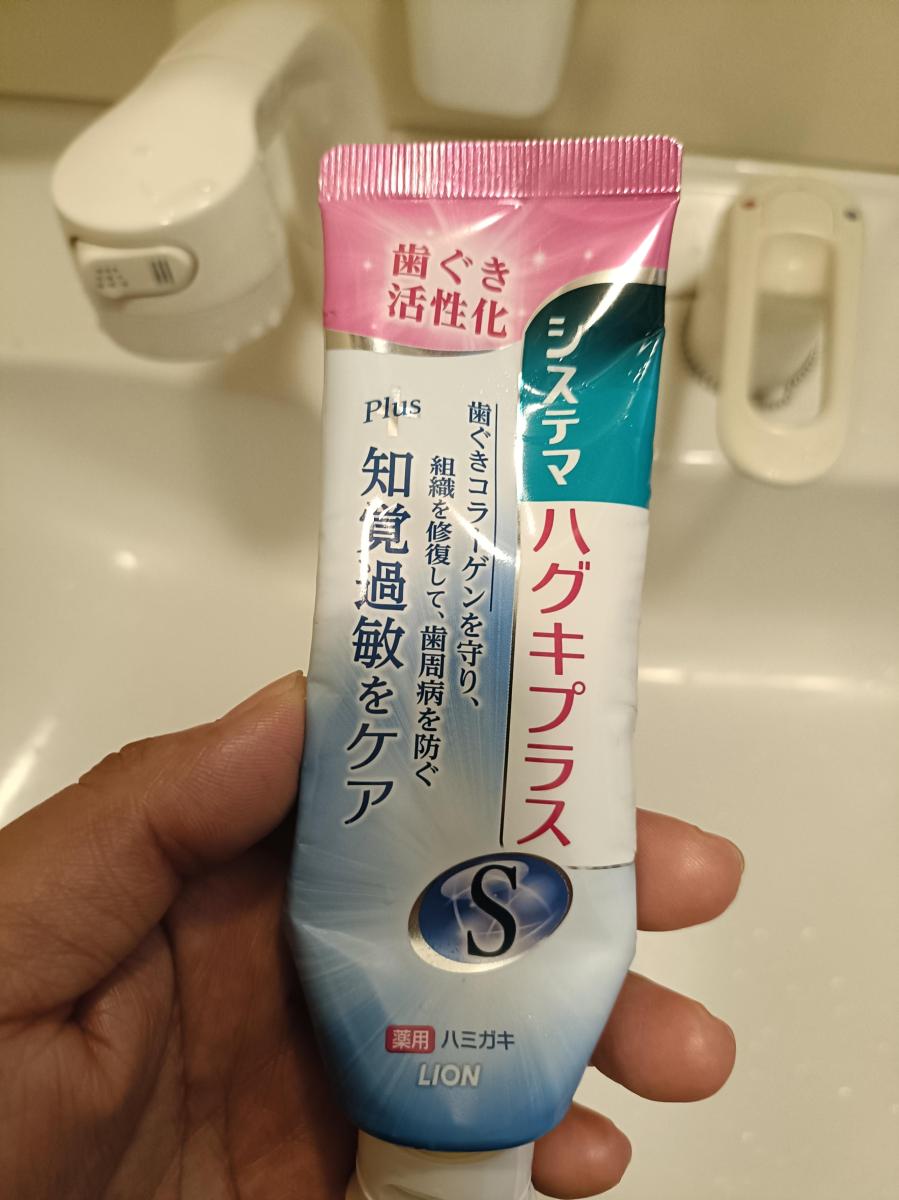 歯ぐき
活性化
システマ
ハグキプラス
S
歯ぐきコラーゲンを守り、
組織を修復して、歯周病を防ぐ
Plus
知覚過敏をケア
薬用 ハミガキ
LION